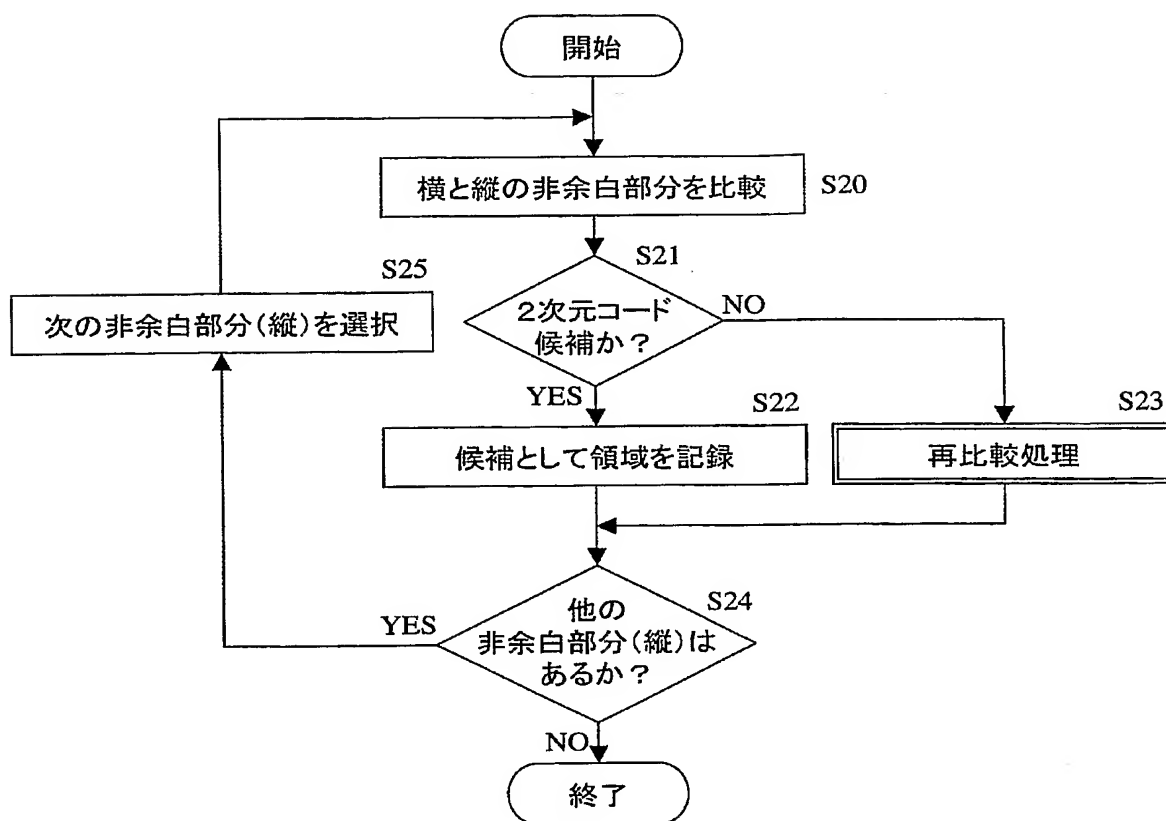 開始
横と縦の非余白部分を比較
S20
S21
2次元コード
候補か?
NO
YES
S25
次の非余白部分(縦)を選択
S22
候補として領域を記録
S23
再比較処理
S24
他の
非余白部分(縦)は
あるか?
YES
NO
終了